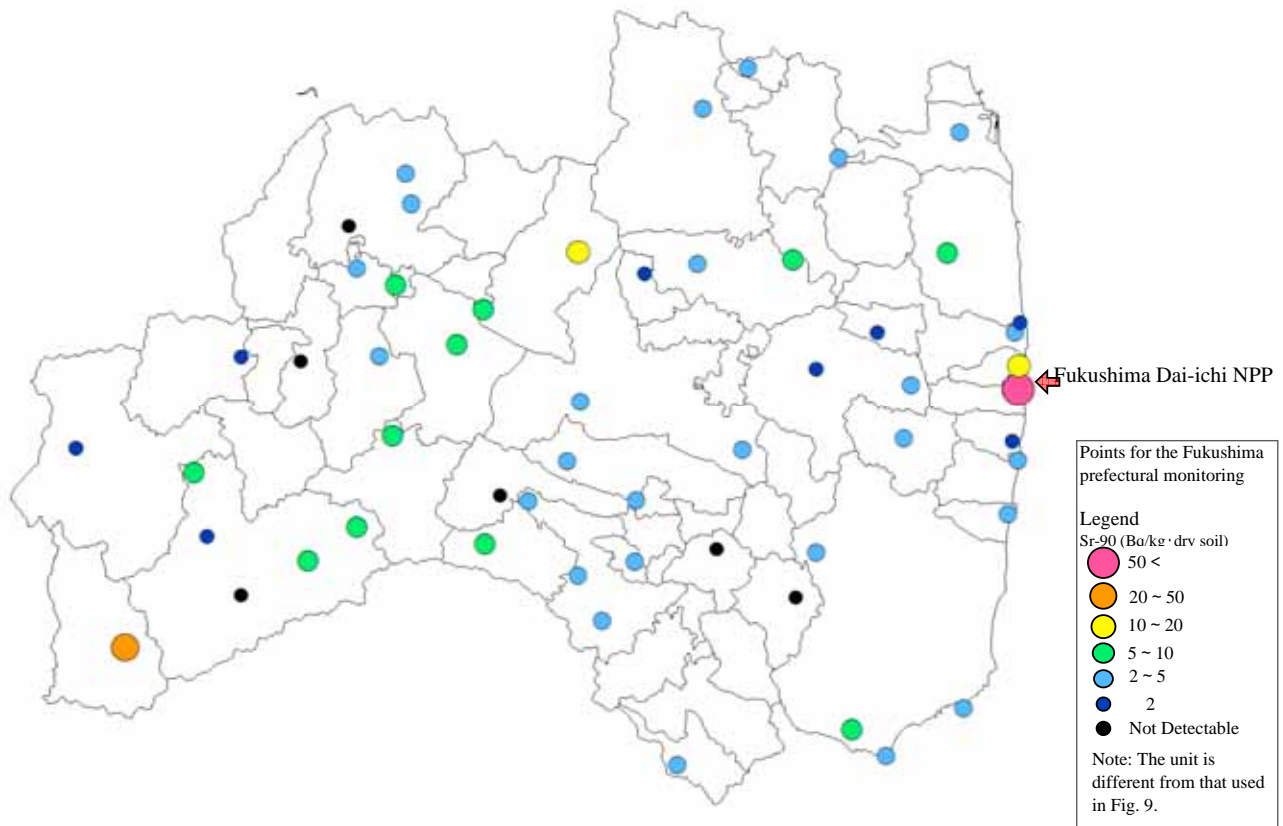 Fukushima Dai-ichi NPP
Points for the Fukushima
prefectural monitoring
Legend
Sr-90 (Bq/kg・dry soil)
50 <
20 ~ 50
10 ~ 20
5 ~ 10
2 ~ 5
2
Not Detectable
Note: The unit is
different from that used
in Fig. 9.